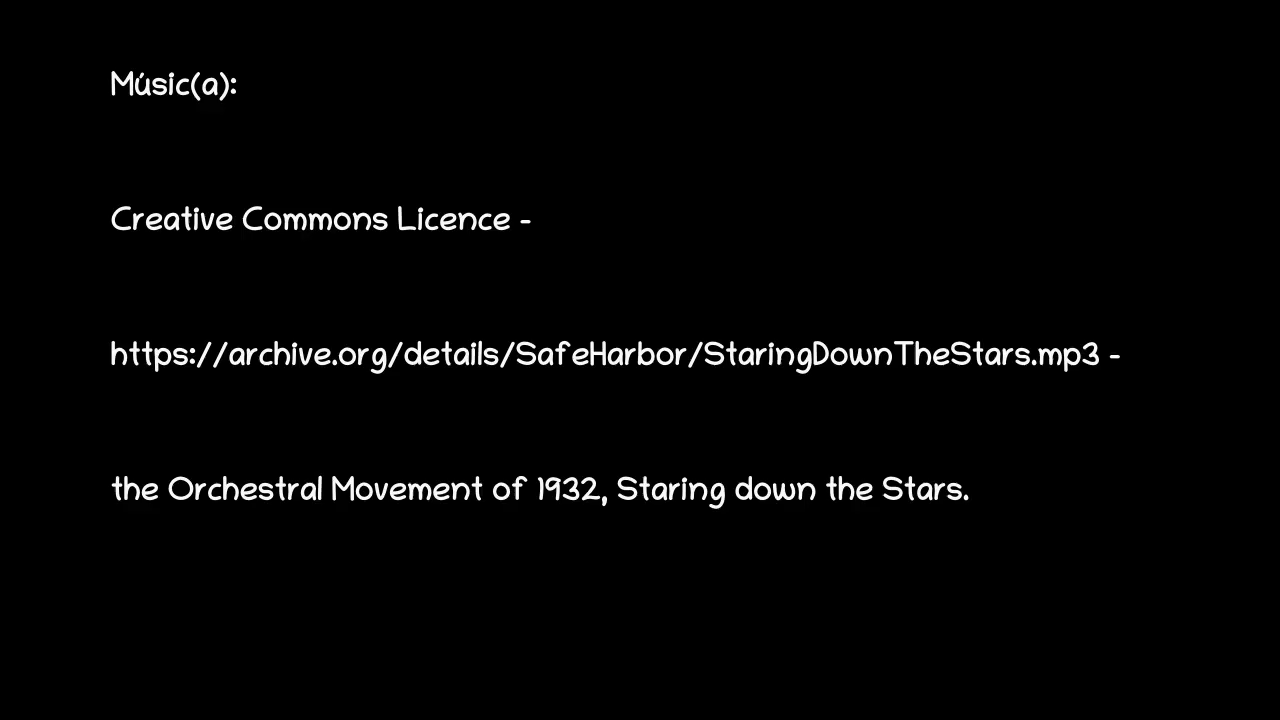 Músic(a):
Creative Commons Licence -
https://archive.org/details/SafeHarbor/StaringDownTheStars.mp3 -
the Orchestral Movement of 1932, Staring down the Stars.